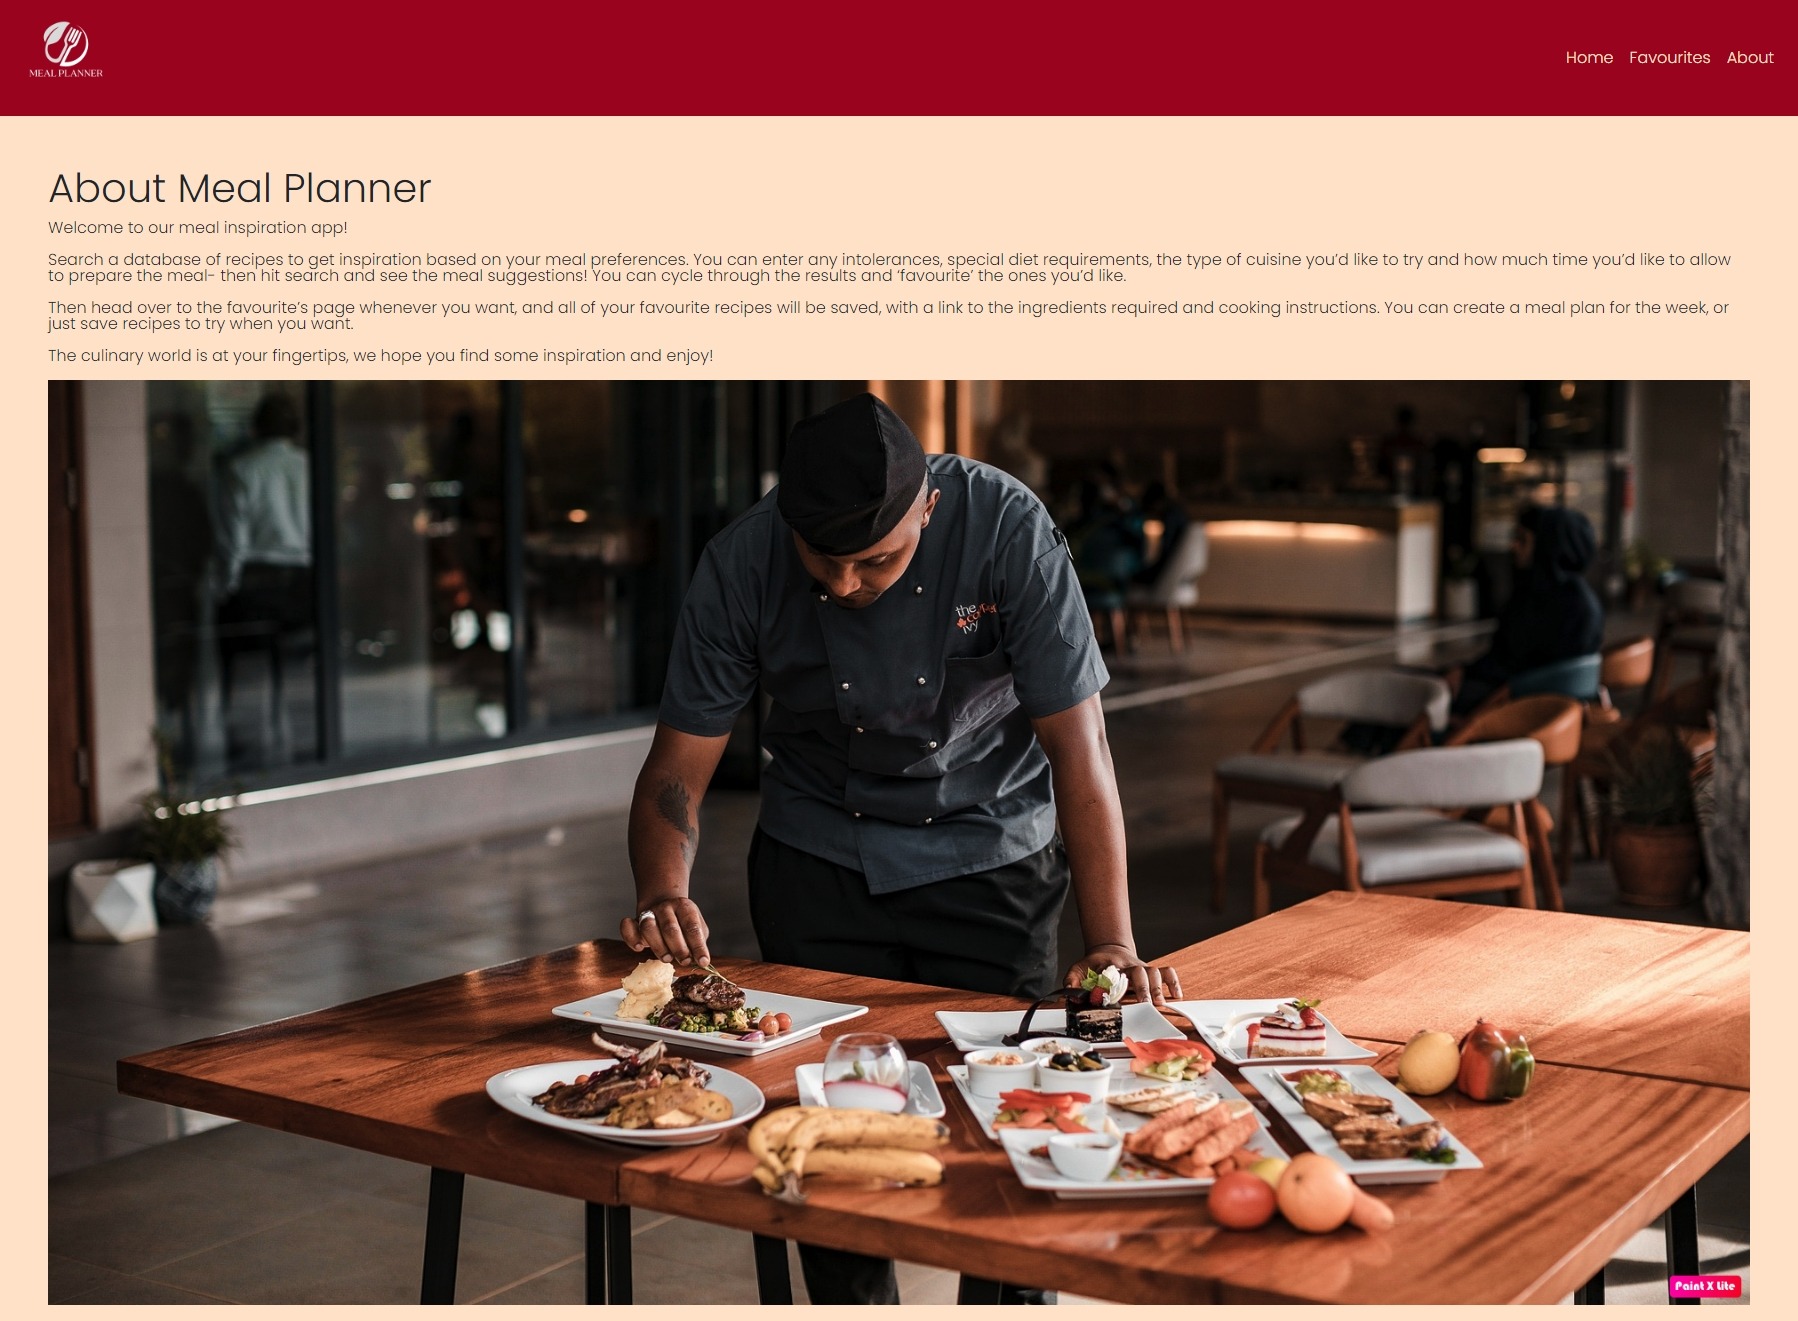 MEAL PLANNER
Home Favourites About
About Meal Planner
Welcome to our meal inspiration app!
Search a database of recipes to get inspiration based on your meal preferences. You can enter any intolerances, special diet requirements, the type of cuisine you’d like to try and how much time you’d like to allow
to prepare the meal- then hit search and see the meal suggestions! You can cycle through the results and ‘favourite’ the ones you’d like.
Then head over to the favourite’s page whenever you want, and all of your favourite recipes will be saved, with a link to the ingredients required and cooking instructions. You can create a meal plan for the week, or
just save recipes to try when you want.
The culinary world is at your fingertips, we hope you find some inspiration and enjoy!
the
ivy
Paint X Lite